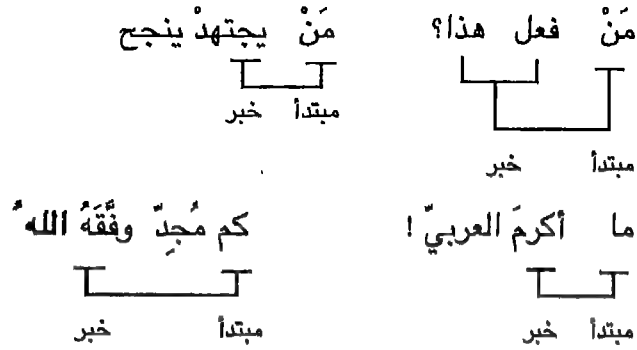 مَنْ فعل هذا؟ مَنْ يجتهدْ ينجح
مبتدأ خبر
مبتدأ خبر
ما أكرمَ العربيّ ! كم مُجِدٍّ وفَّقَهُ اللهُ
مبتدأ خبر مبتدأ خبر